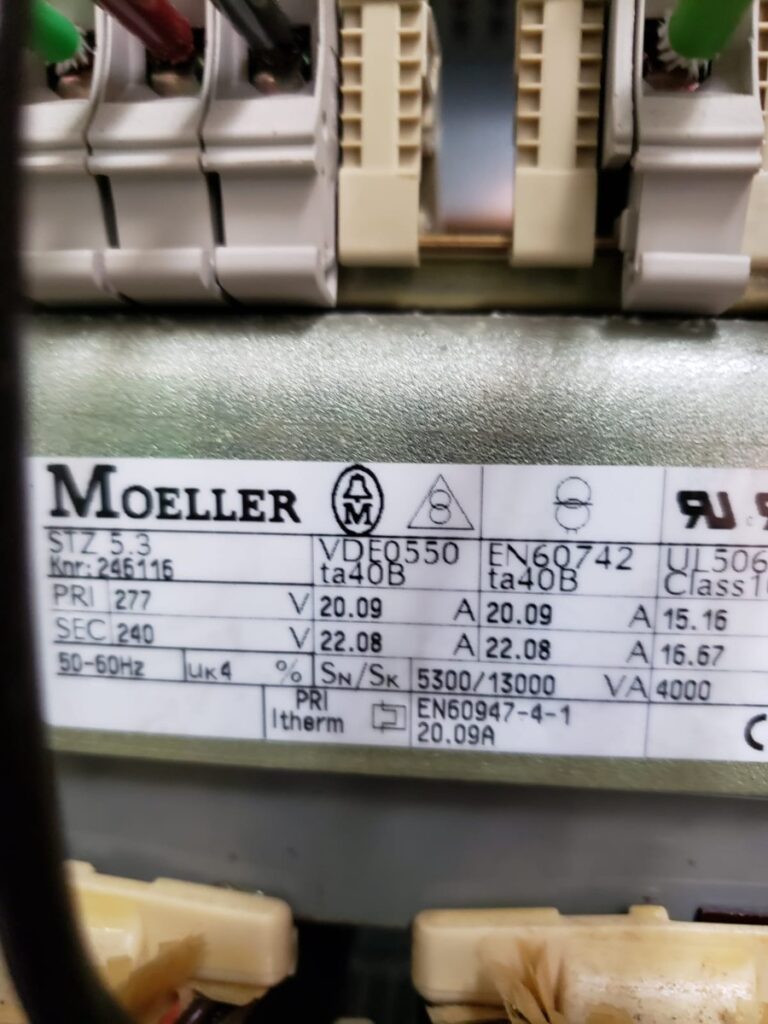 MOELLER
STZ 5.3 VDE0550 EN60742 UL506
Knr: 246116 ta40B ta40B Class
PRI 277 V 20.09 A 20.09 A 15.16
SEC 240 V 22.08 A 22.08 A 16.67
50-60Hz uK4 % SN/SK 5300/13000 VA 4000
PRI EN60947-4-1
Itherm 20.09A